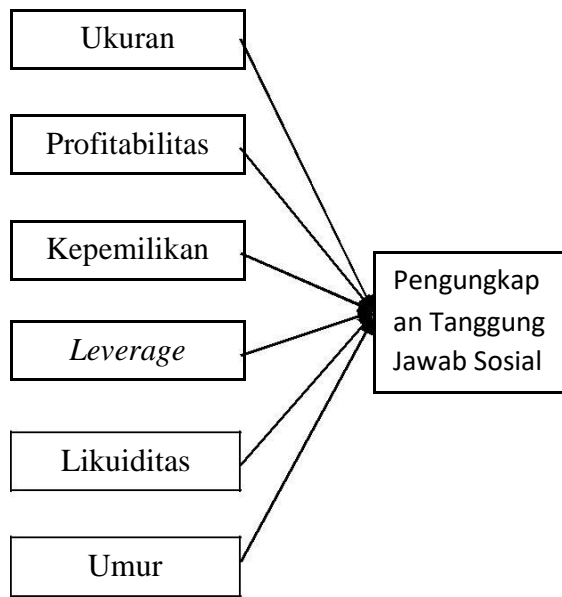 Ukuran
Profitabilitas
Kepemilikan
Leverage
Likuiditas
Umur
Pengungkap
an Tanggung
Jawab Sosial